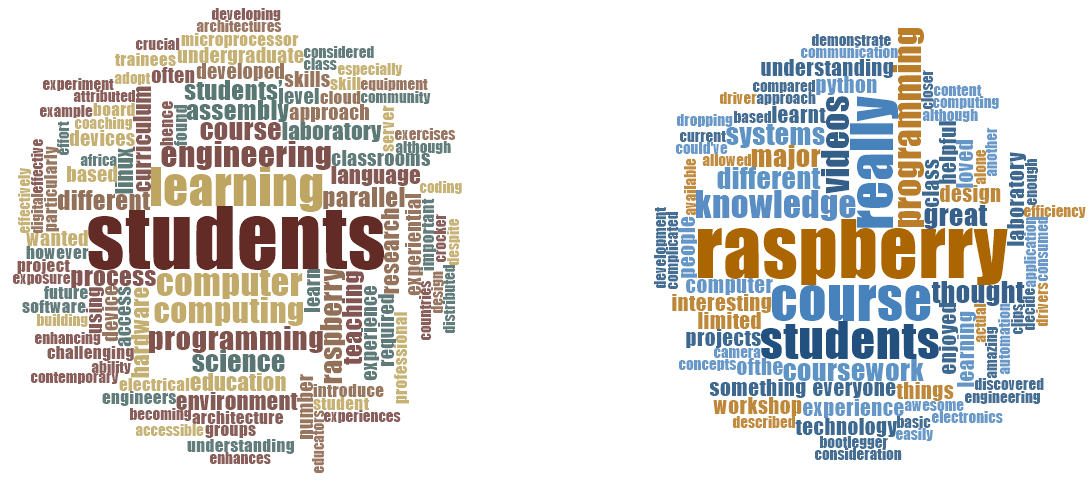 developing
architectures
crucial
microprocessor
considered
trainees
undergraduate
class
adopt
often
developed
skills
especially
experiment
skill
equipment
attributed
students'
level
cloud
community
example
board
curriculum
hence
found
assembly
approach
server
coaching
course
laboratory
exercises
effort
devices
although
digital
effective
particularly
africa
linux
engineering
classrooms
based
language
effectively
different
learning
parallel
coding
students
research
experiential
important
crocker
despite
wanted
however
project
exposure
process
computer
learn
raspberry
teaching
design
countries
distributed
future
software
using
device
access
hardware
computing
experience
required
professional
building
enhancing
programming
challenging
science
ability
contemporary
electrical
education
engineers
environment
number
introduce
student
becoming
architecture
experiences
accessible
groups
understanding
educators
enhances
demonstrate
communication
programming
understanding
closer
compared
python
content
driver
approach
videos
really
computing
dropping
based
learnt
although
current
systems
helpful
could've
allowed
major
class
loved
alone
another
available
different
design
laboratory
enough
knowledge
great
efficiency
development
complicated
people
raspberry
application
consumed
computer
course
thought
interesting
limited
enjoyed
learning
actual
clips
decide
drivers
projects
students
amazing
automation
camera
concepts
ofthe
coursework
something
everyone
things
discovered
engineering
workshop
experience
awesome
described
technology
basic
electronics
easily
bootlegger
consideration